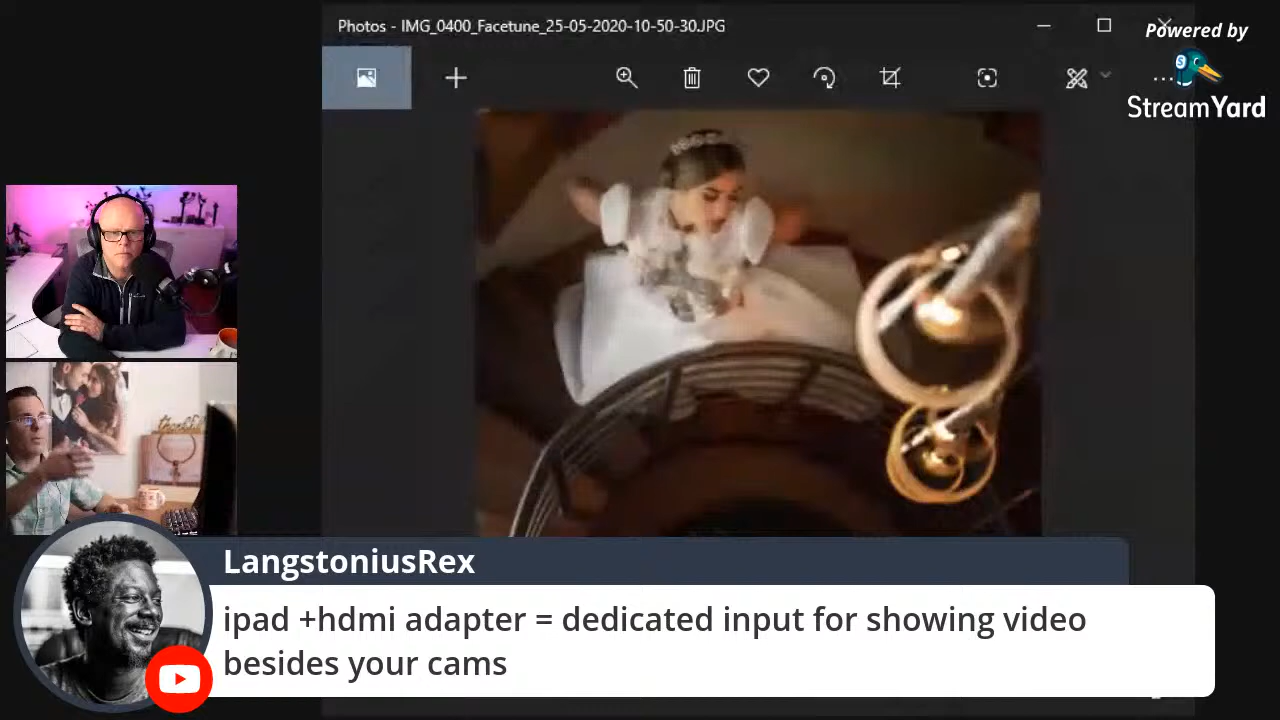 Photos - IMG_0400_Facetune_25-05-2020-10-50-30.JPG
Powered by
StreamYard
LangstoniusRex
ipad +hdmi adapter = dedicated input for showing video
besides your cams